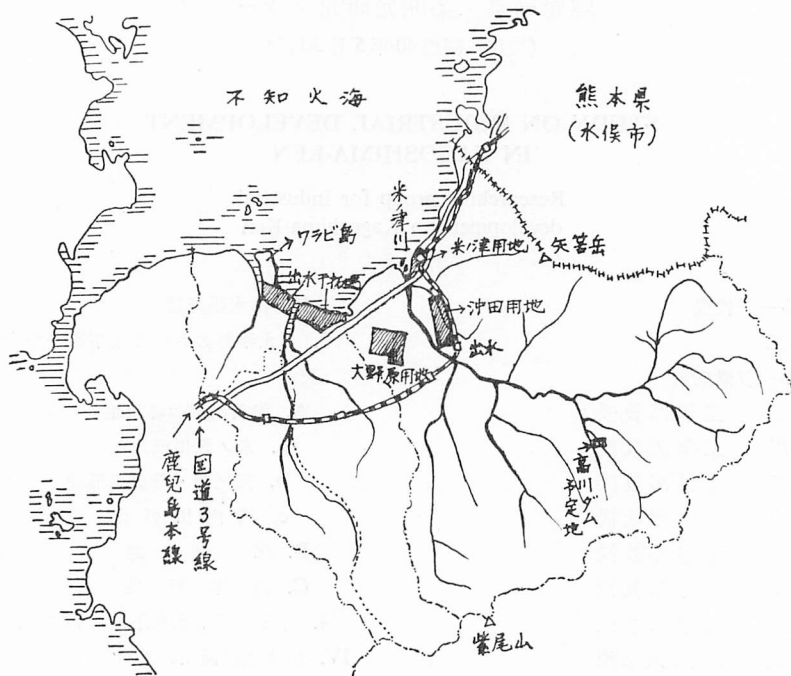 不知火海
熊本県
(水俣市)
米津川
ワラビ島
米ノ津用地
矢筈岳
出水干拓地
沖田用地
出水
大野原用地
高川ダム
予定地
国道3号線
鹿児島本線
紫尾山